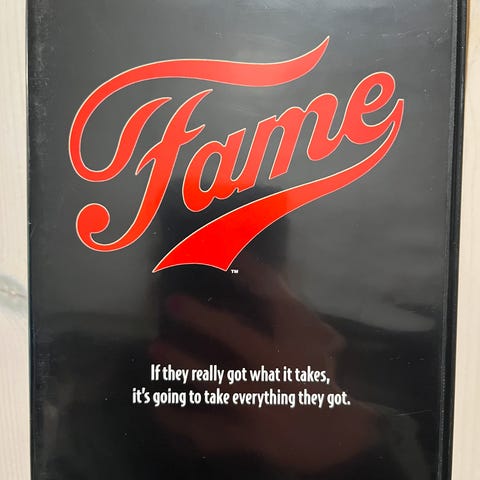 Fame
™
If they really got what it takes,
it's going to take everything they got.